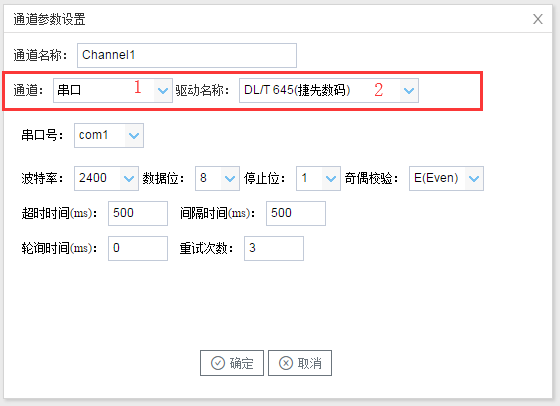 通道参数设置 X
通道名称： Channel1
通道： 串口 1 驱动名称： DL/T 645(捷先数码) 2
串口号： com1
波特率： 2400 数据位： 8 停止位： 1 奇偶校验： E(Even)
超时时间(ms)： 500 间隔时间(ms)： 500
轮询时间(ms)： 0 重试次数： 3
确定 取消